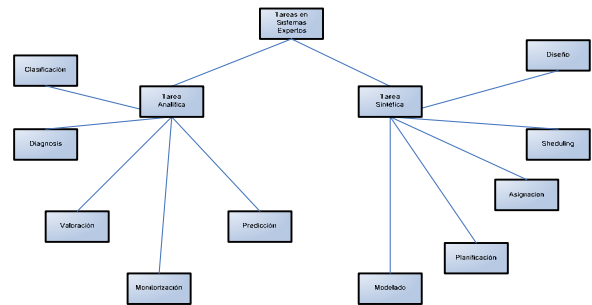 Tareas en
Sistemas
Expertos
Clasificación
Diseño
Tarea
Analítica
Tarea
Sintética
Diagnosis
Sheduling
Asignacion
Valoración
Predicción
Planificación
Monitorización
Modelado